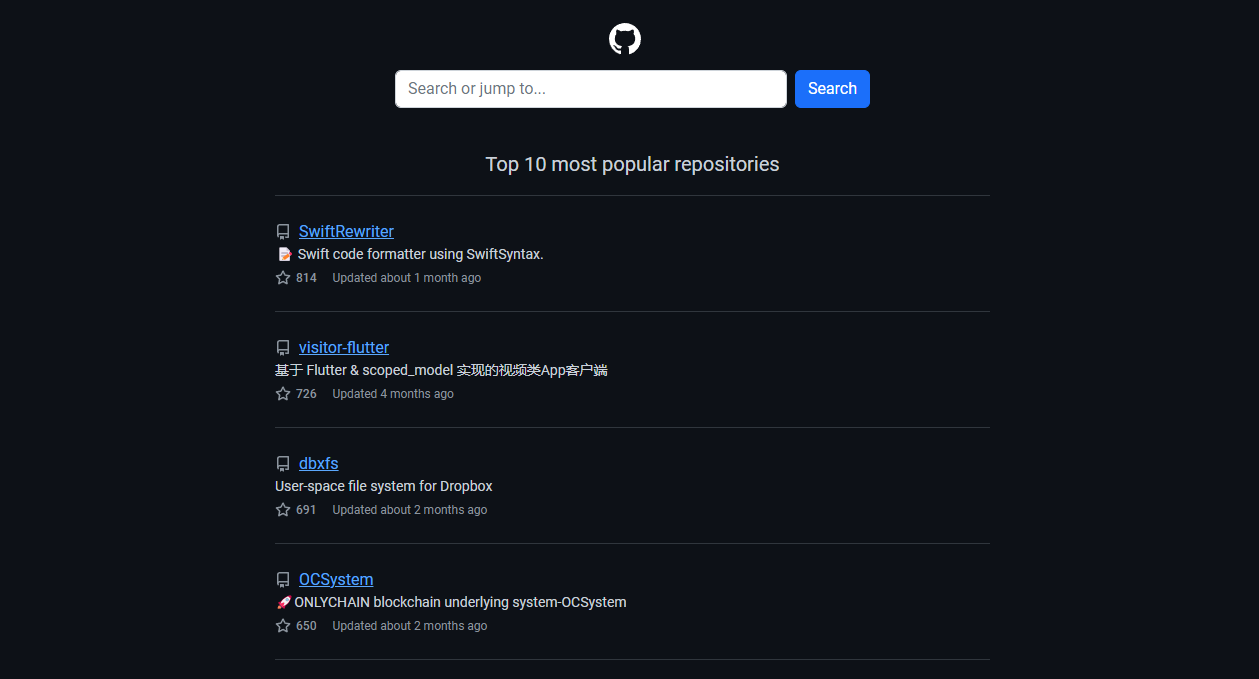 Search or jump to...
Search
Top 10 most popular repositories
SwiftRewriter
📝 Swift code formatter using SwiftSyntax.
814 Updated about 1 month ago
visitor-flutter
基于 Flutter & scoped_model 实现的视频类App客户端
726 Updated 4 months ago
dbxfs
User-space file system for Dropbox
691 Updated about 2 months ago
OCSystem
🚀ONLYCHAIN blockchain underlying system-OCSystem
650 Updated about 2 months ago